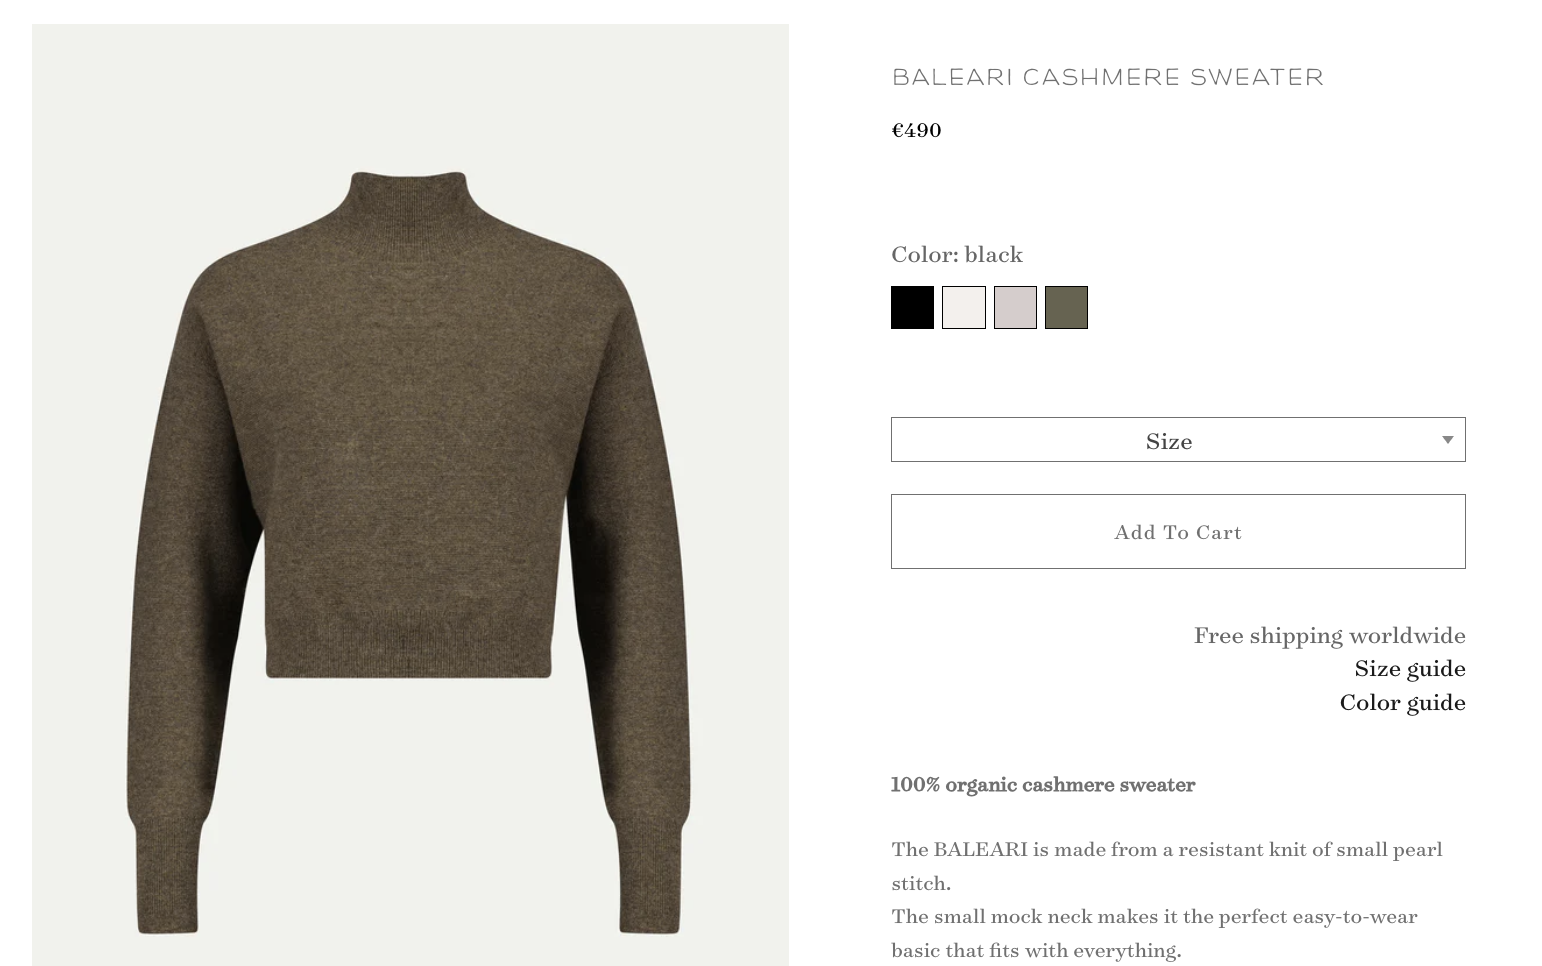 BALEARI CASHMERE SWEATER
€490
Color: black
Size
Add To Cart
Free shipping worldwide
Size guide
Color guide
100% organic cashmere sweater
The BALEARI is made from a resistant knit of small pearl
stitch.
The small mock neck makes it the perfect easy-to-wear
basic that fits with everything.